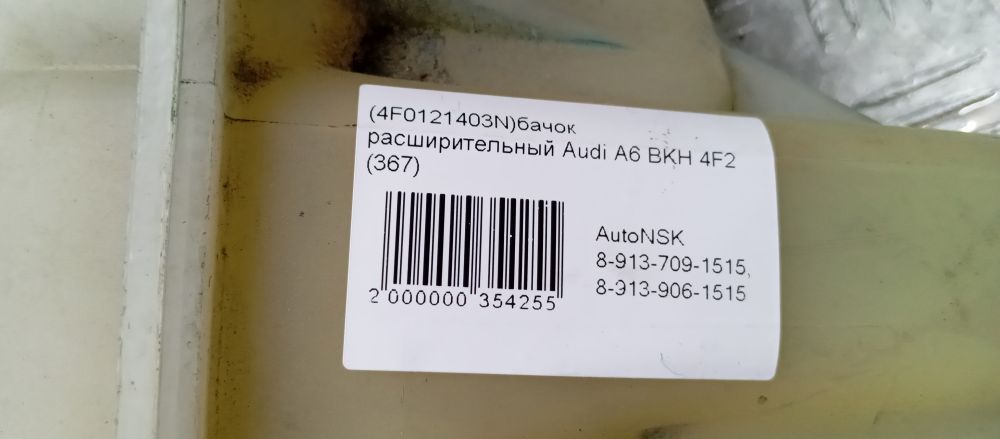 (4F0121403N)бачок
расширительный Audi A6 BKH 4F2
(367)
AutoNSK
8-913-709-1515,
8-913-906-1515
2 000000 354255